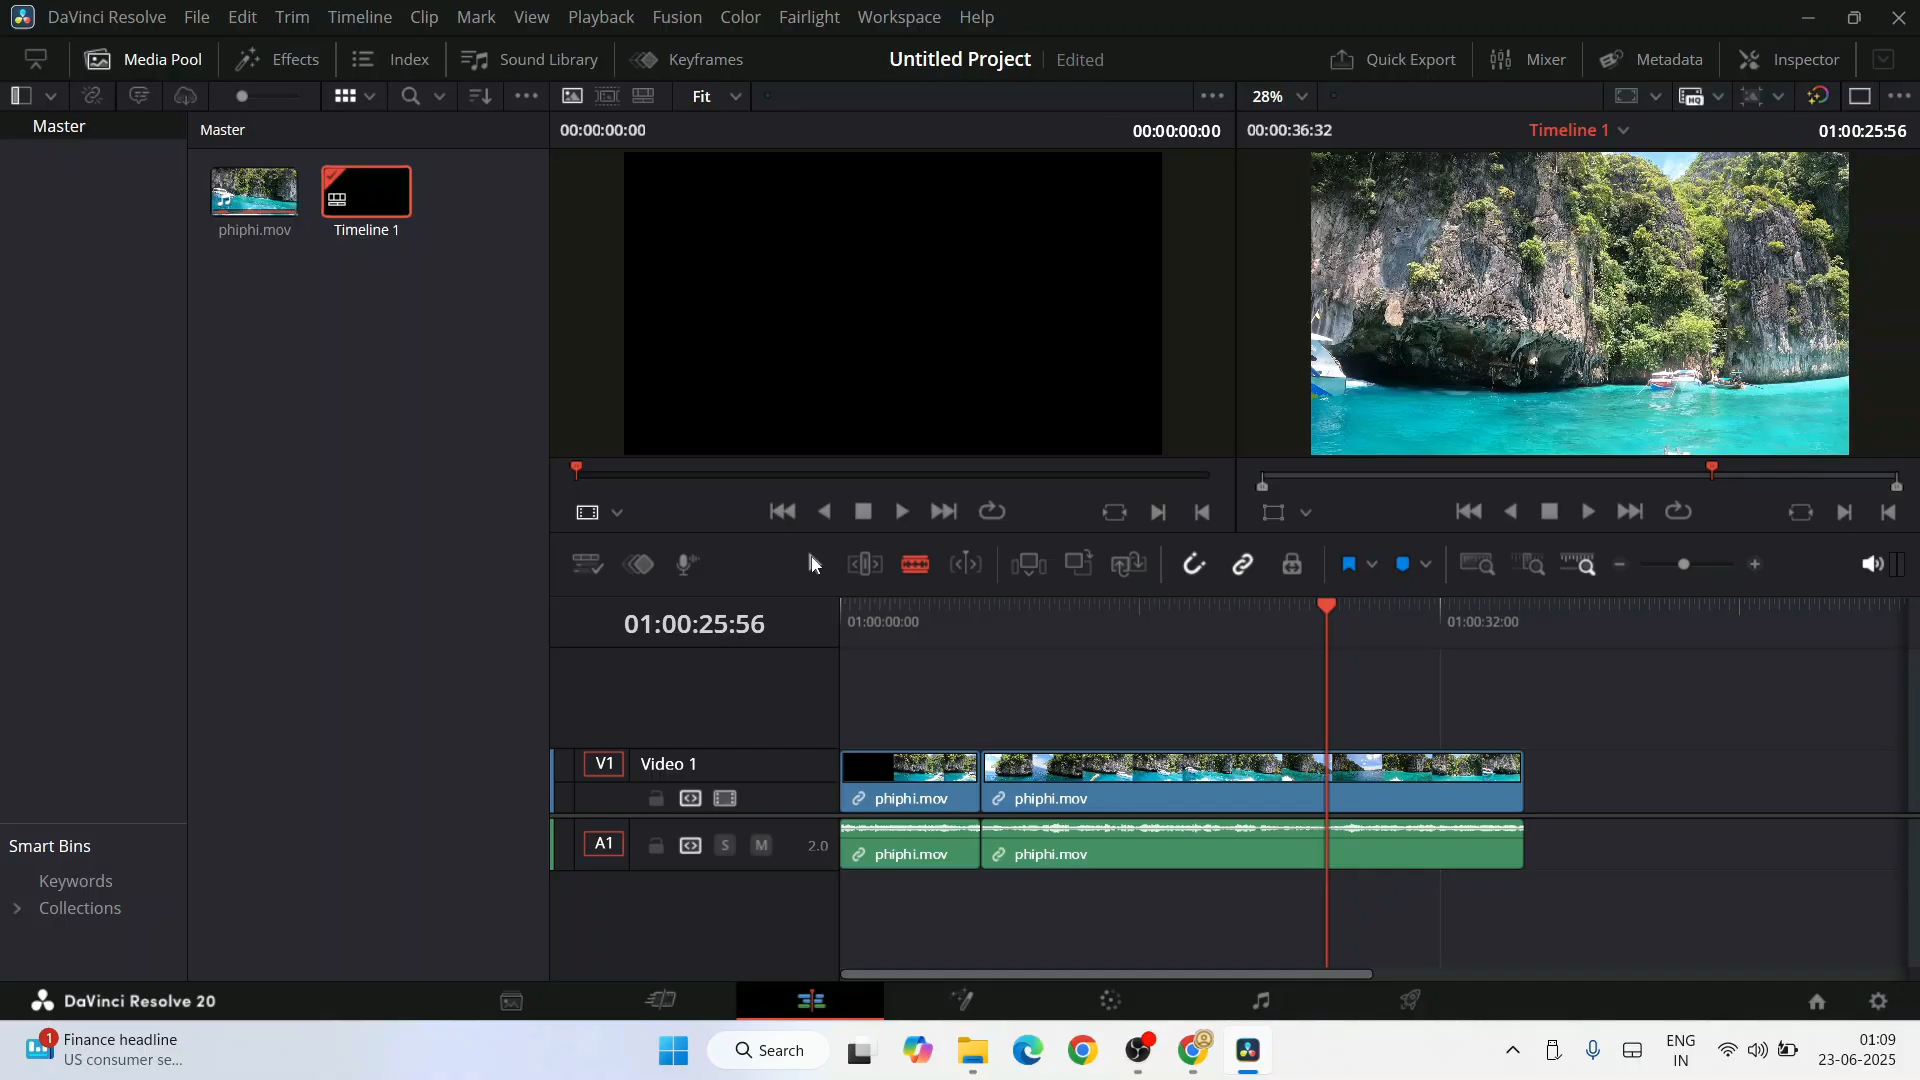 DaVinci Resolve File Edit Trim Timeline Clip Mark View Playback Fusion Color Fairlight Workspace Help
Media Pool Effects Index Sound Library Keyframes Untitled Project Edited Quick Export Mixer Metadata Inspector
Fit 28%
Master Master 00:00:00:00 00:00:00:00 00:00:36:32 Timeline 1 01:00:25:56
phiphi.mov Timeline 1
01:00:25:56 01:00:00:00 01:00:32:00
V1 Video 1
phiphi.mov phiphi.mov
A1 S M 2.0
phiphi.mov phiphi.mov
Smart Bins
Keywords
Collections
DaVinci Resolve 20
1 Finance headline
US consumer se...
Search
ENG
IN
01:09
23-06-2025